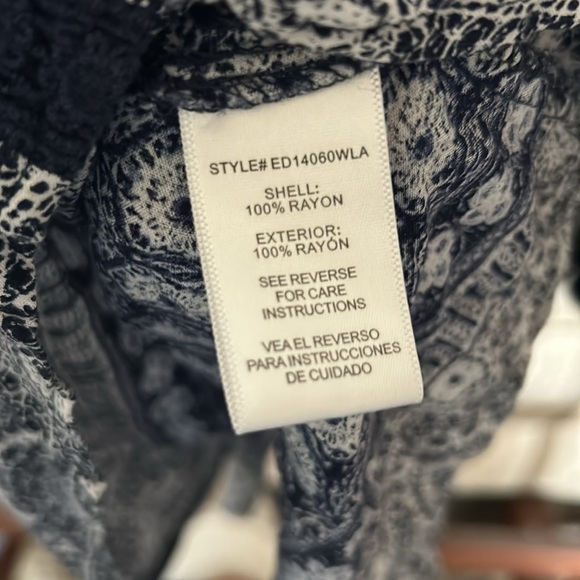 STYLE# ED14060WLA
SHELL:
100% RAYON
EXTERIOR:
100% RAYÓN
SEE REVERSE
FOR CARE
INSTRUCTIONS
VEA EL REVERSO
PARA INSTRUCCIONES
DE CUIDADO